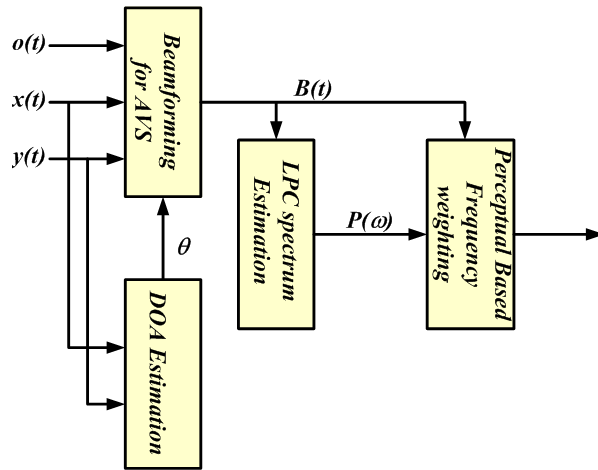 o(t)
x(t)
y(t)
Beamforming
for AVS
B(t)
θ
DOA Estimation
LPC spectrum
Estimation
P(ω)
Perceptual Based
Frequency
weighting